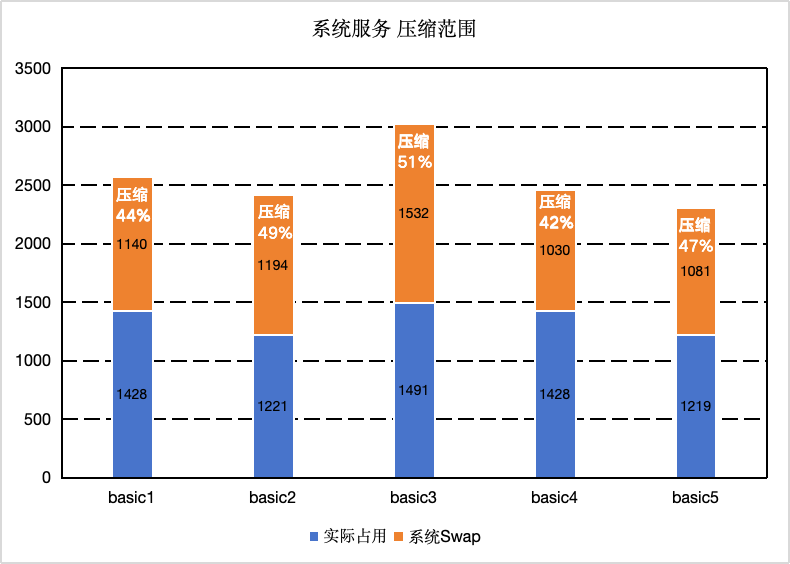 系统服务 压缩范围
3500
3000
2500
2000
1500
1000
500
0
压缩
44%
1140
1428
压缩
49%
1194
1221
压缩
51%
1532
1491
压缩
42%
1030
1428
压缩
47%
1081
1219
basic1
basic2
basic3
basic4
basic5
实际占用
系统Swap